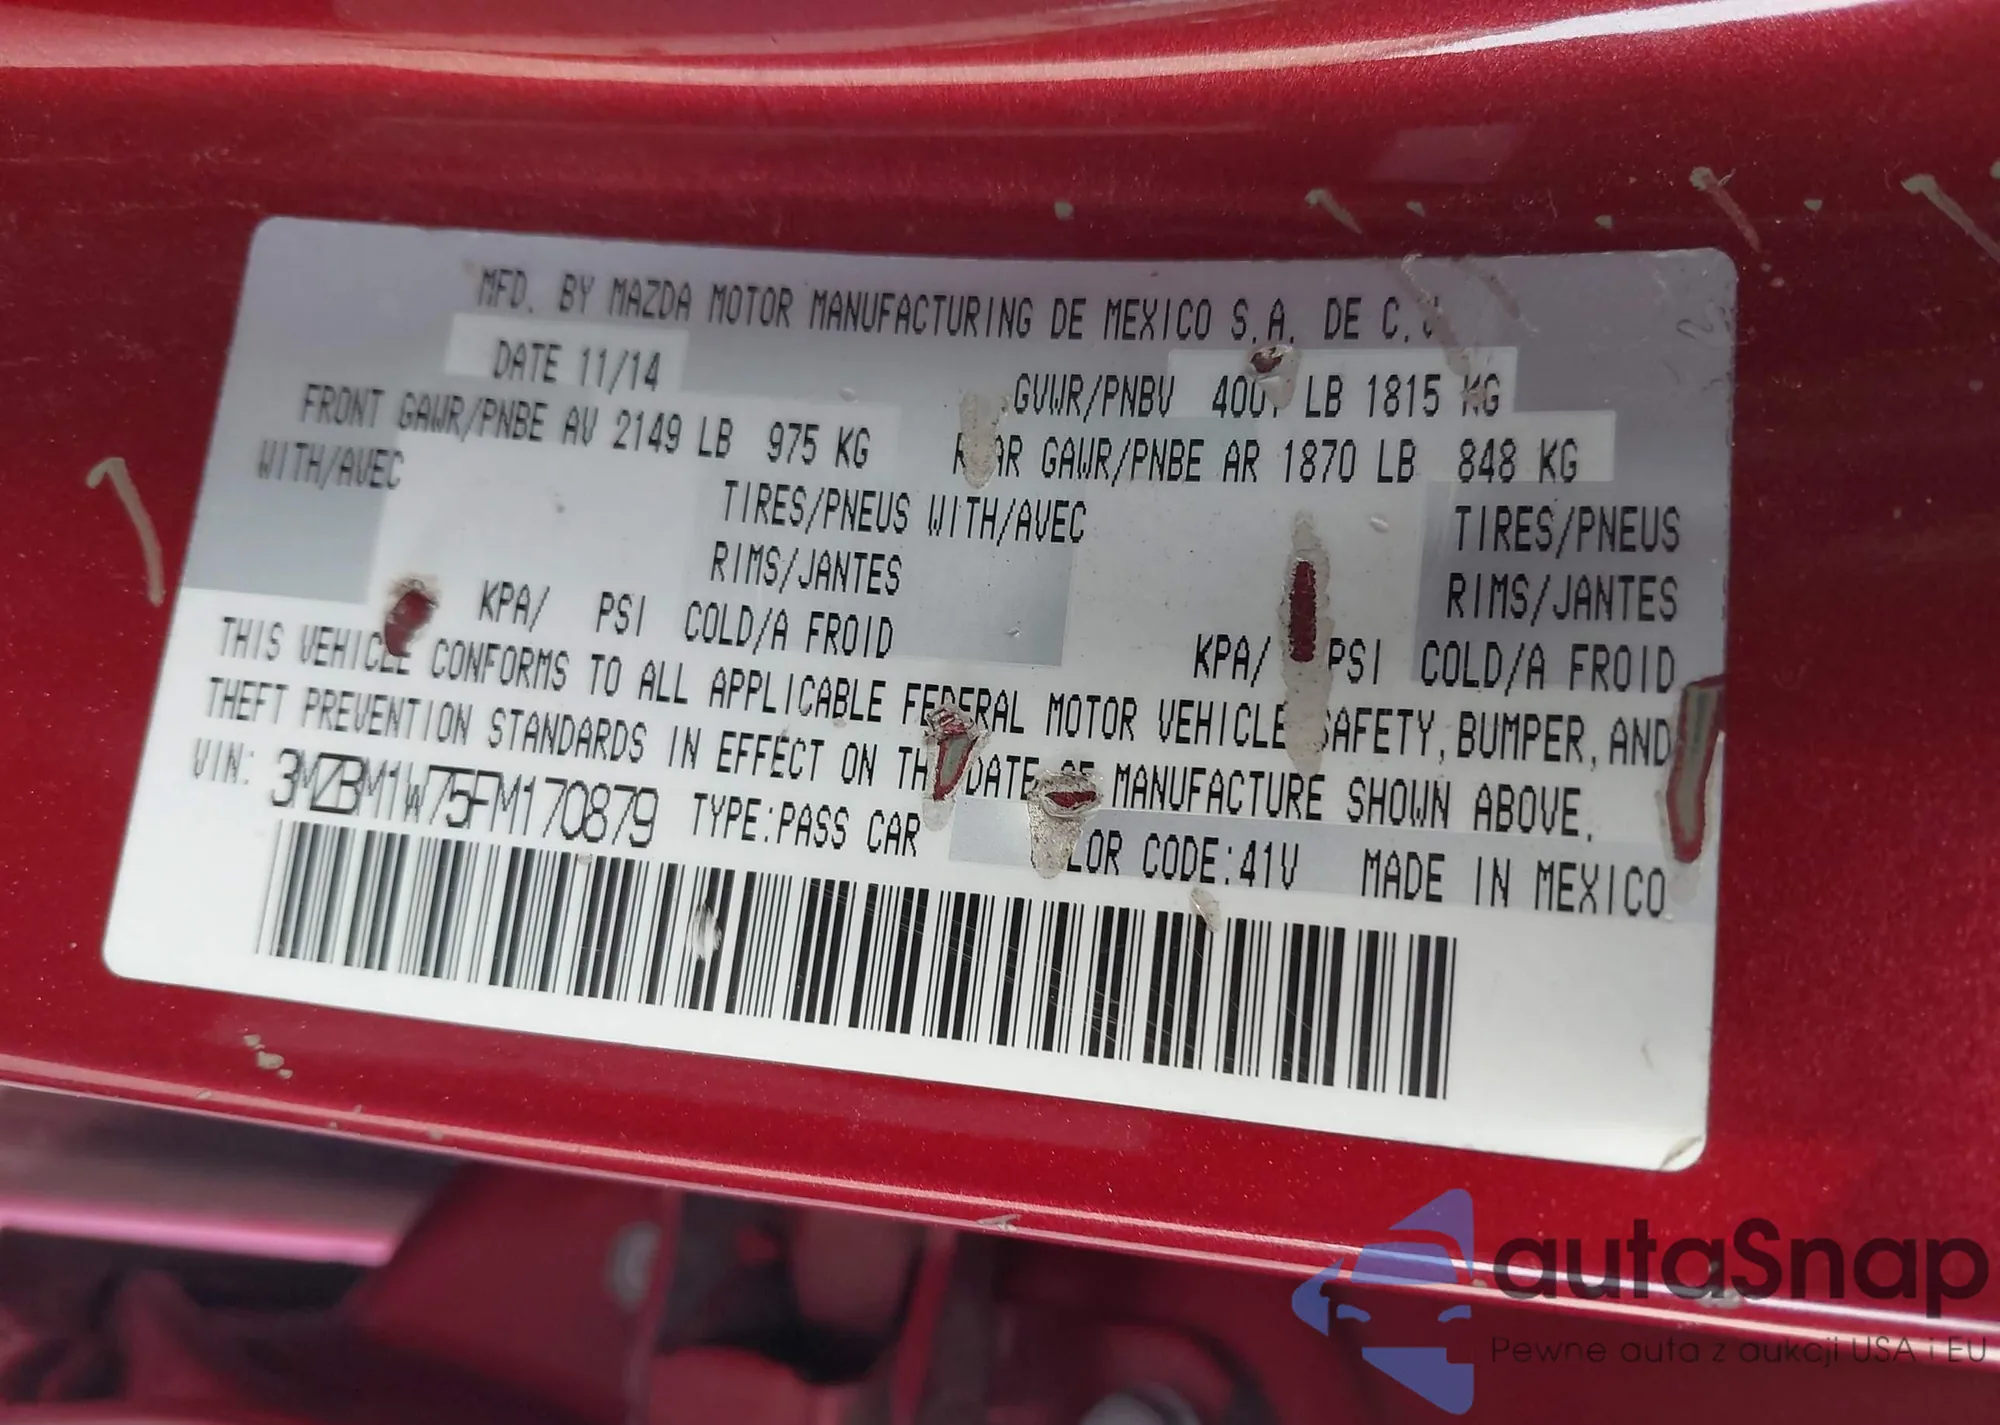 MFD. BY MAZDA MOTOR MANUFACTURING DE MEXICO S.A. DE C.V
DATE 11/14 GVWR/PNBV LB 1815 KG
FRONT GAWR/PNBE AV 2149 LB 975 KG GAWR/PNBE AR 1870 LB 848 KG
WITH/AVEC TIRES/PNEUS WITH/AVEC TIRES/PNEUS
RIMS/JANTES RIMS/JANTES
KPA/ PSI COLD/A FROID KPA/ PSI COLD/A FROID
THIS VEHICLE CONFORMS TO ALL APPLICABLE FEDERAL MOTOR VEHICLE SAFETY, BUMPER, AND
THEFT PREVENTION STANDARDS IN EFFECT ON DATE OF MANUFACTURE SHOWN ABOVE.
VIN: 3MZBM1W75FM170879 TYPE:PASS CAR CODE:41V MADE IN MEXICO
autaSnap
Pewne auta z aukcji USA i EU